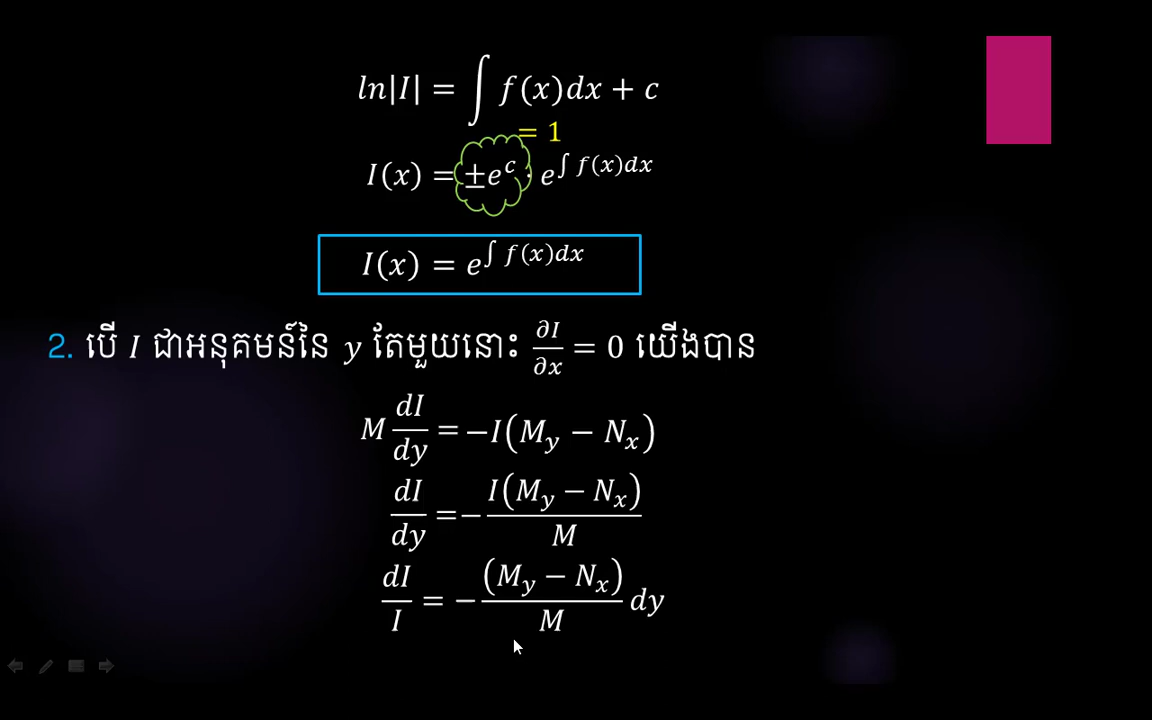 ln|I| = ∫ f(x)dx + c
= 1
I(x) = ±e^c · e^{∫ f(x)dx}
I(x) = e^{∫ f(x)dx}
2. បើ I ជាអនុគមន៍នៃ y តែមួយនោះ ∂I/∂x = 0 យើងបាន
M dI/dy = −I(M_y − N_x)
dI/dy = − I(M_y − N_x)/M
dI/I = − (M_y − N_x)/M dy